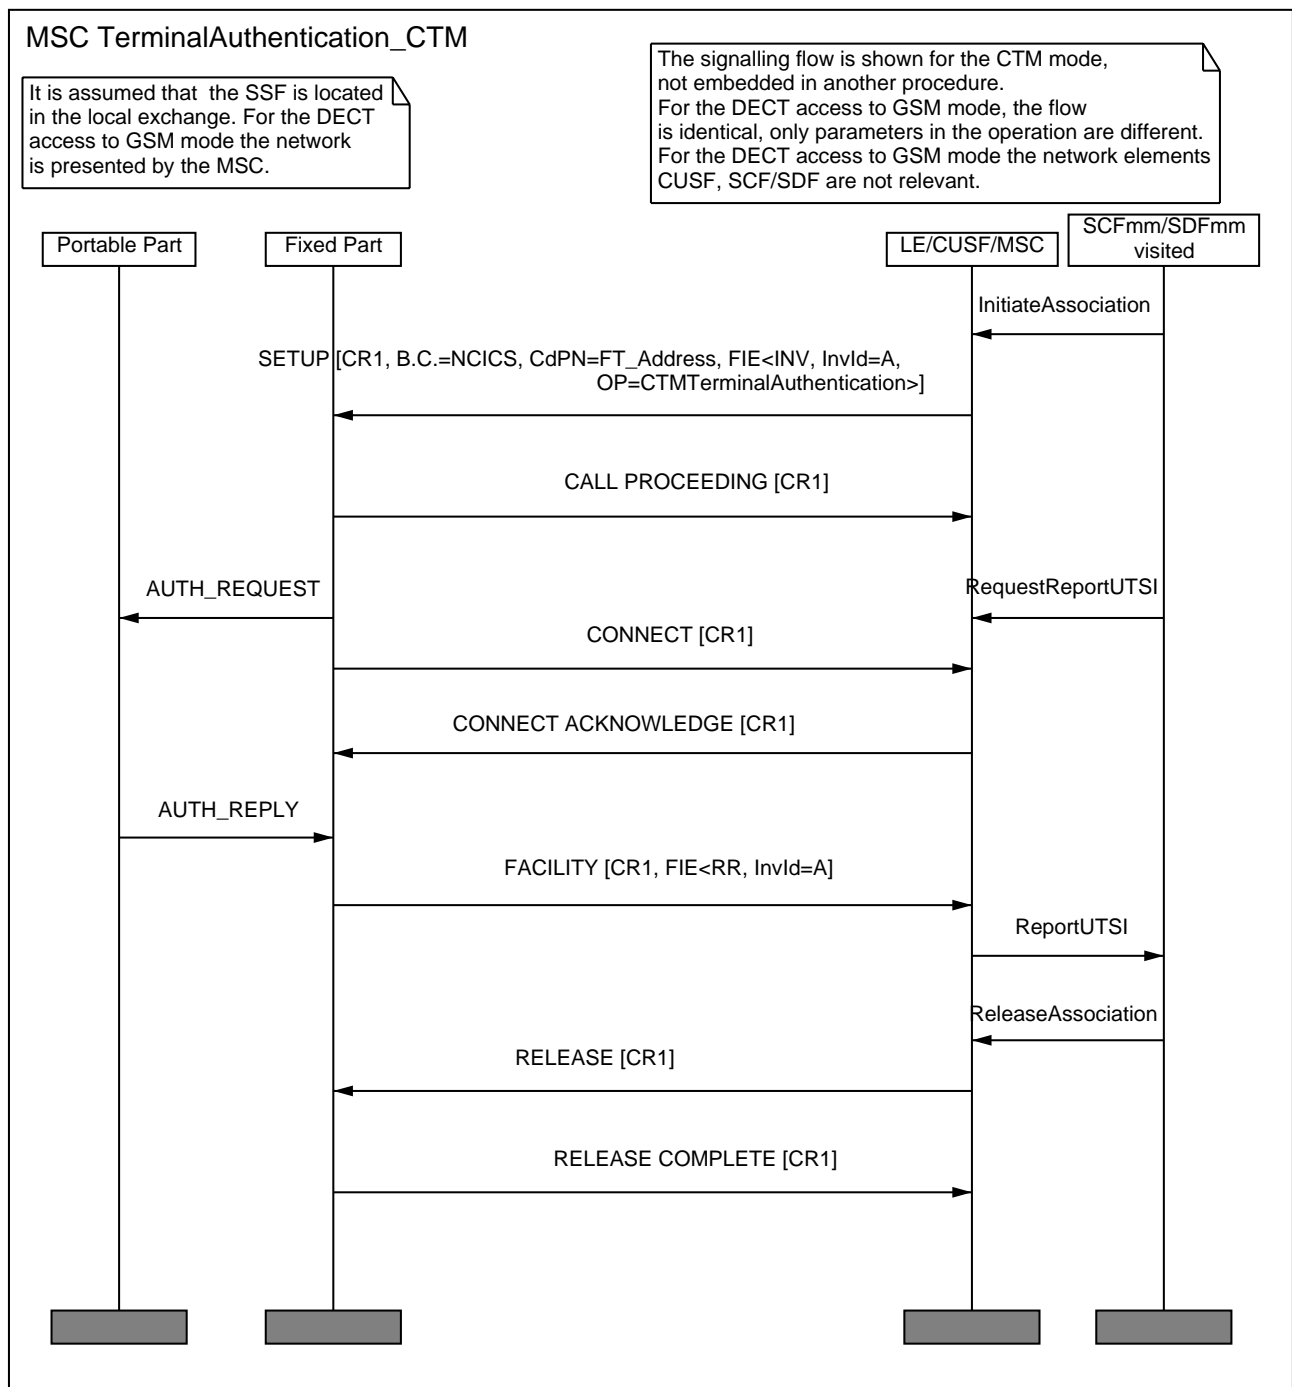 MSC TerminalAuthentication_CTM
It is assumed that  the SSF is located
in the local exchange. For the DECT
access to GSM mode the network
is presented by the MSC.
The signalling flow is shown for the CTM mode,
not embedded in another procedure.
For the DECT access to GSM mode, the flow
is identical, only parameters in the operation are different.
For the DECT access to GSM mode the network elements
CUSF, SCF/SDF are not relevant.
Portable Part
Fixed Part
LE/CUSF/MSC
SCFmm/SDFmm
visited
InitiateAssociation
SETUP [CR1, B.C.=NCICS, CdPN=FT_Address, FIE<INV, InvId=A,
OP=CTMTerminalAuthentication>]
CALL PROCEEDING [CR1]
AUTH_REQUEST
RequestReportUTSI
CONNECT [CR1]
CONNECT ACKNOWLEDGE [CR1]
AUTH_REPLY
FACILITY [CR1, FIE<RR, InvId=A]
ReportUTSI
ReleaseAssociation
RELEASE [CR1]
RELEASE COMPLETE [CR1]